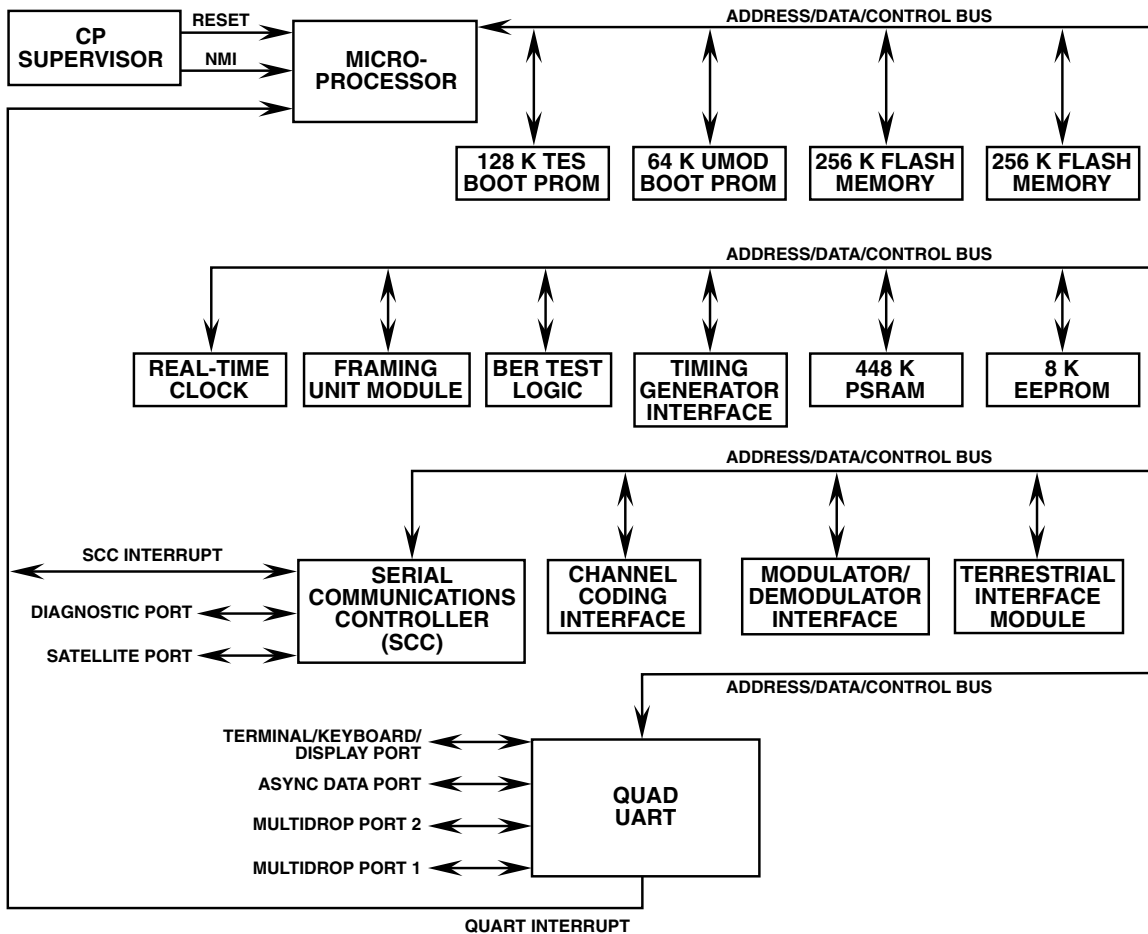 CP
SUPERVISOR
RESET
NMI
MICRO-
PROCESSOR
ADDRESS/DATA/CONTROL BUS
128 K TES
BOOT PROM
64 K UMOD
BOOT PROM
256 K FLASH
MEMORY
256 K FLASH
MEMORY
ADDRESS/DATA/CONTROL BUS
REAL-TIME
CLOCK
FRAMING
UNIT MODULE
BER TEST
LOGIC
TIMING
GENERATOR
INTERFACE
448 K
PSRAM
8 K
EEPROM
ADDRESS/DATA/CONTROL BUS
SCC INTERRUPT
DIAGNOSTIC PORT
SATELLITE PORT
SERIAL
COMMUNICATIONS
CONTROLLER
(SCC)
CHANNEL
CODING
INTERFACE
MODULATOR/
DEMODULATOR
INTERFACE
TERRESTRIAL
INTERFACE
MODULE
ADDRESS/DATA/CONTROL BUS
TERMINAL/KEYBOARD/
DISPLAY PORT
ASYNC DATA PORT
MULTIDROP PORT 2
MULTIDROP PORT 1
QUAD
UART
QUART INTERRUPT